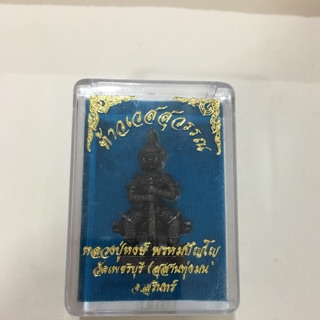 ท้าวเวสสุวรรณ
หลวงปู่หงษ์ พรหมปัญโญ
วัดเพชรบุรี (สุสานทุ่งมน)
จ.สุรินทร์